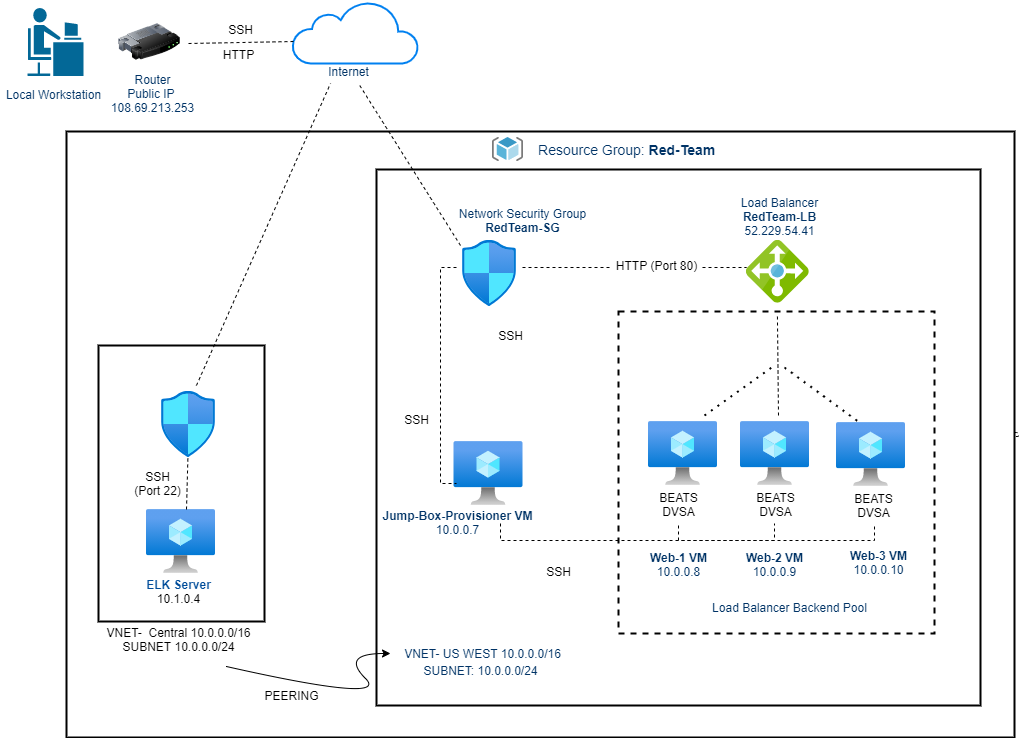 SSH
HTTP
Internet
Local Workstation
Router
Public IP
108.69.213.253
Resource Group: Red-Team
Network Security Group
RedTeam-SG
Load Balancer
RedTeam-LB
52.229.54.41
HTTP (Port 80)
SSH
SSH
SSH
(Port 22)
ELK Server
10.1.0.4
VNET- Central 10.0.0.0/16
SUBNET 10.0.0.0/24
Jump-Box-Provisioner VM
10.0.0.7
BEATS
DVSA
BEATS
DVSA
BEATS
DVSA
Web-1 VM
10.0.0.8
Web-2 VM
10.0.0.9
Web-3 VM
10.0.0.10
SSH
Load Balancer Backend Pool
VNET- US WEST 10.0.0.0/16
SUBNET: 10.0.0.0/24
PEERING